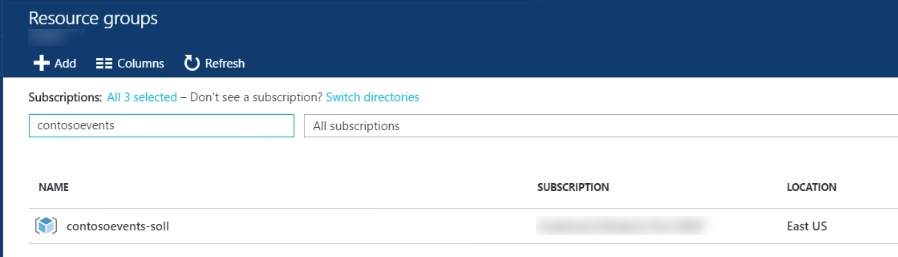 Resource groups
Add Columns Refresh
Subscriptions: All 3 selected – Don't see a subscription? Switch directories
contosoevents All subscriptions
NAME SUBSCRIPTION LOCATION
contosoevents-soll East US